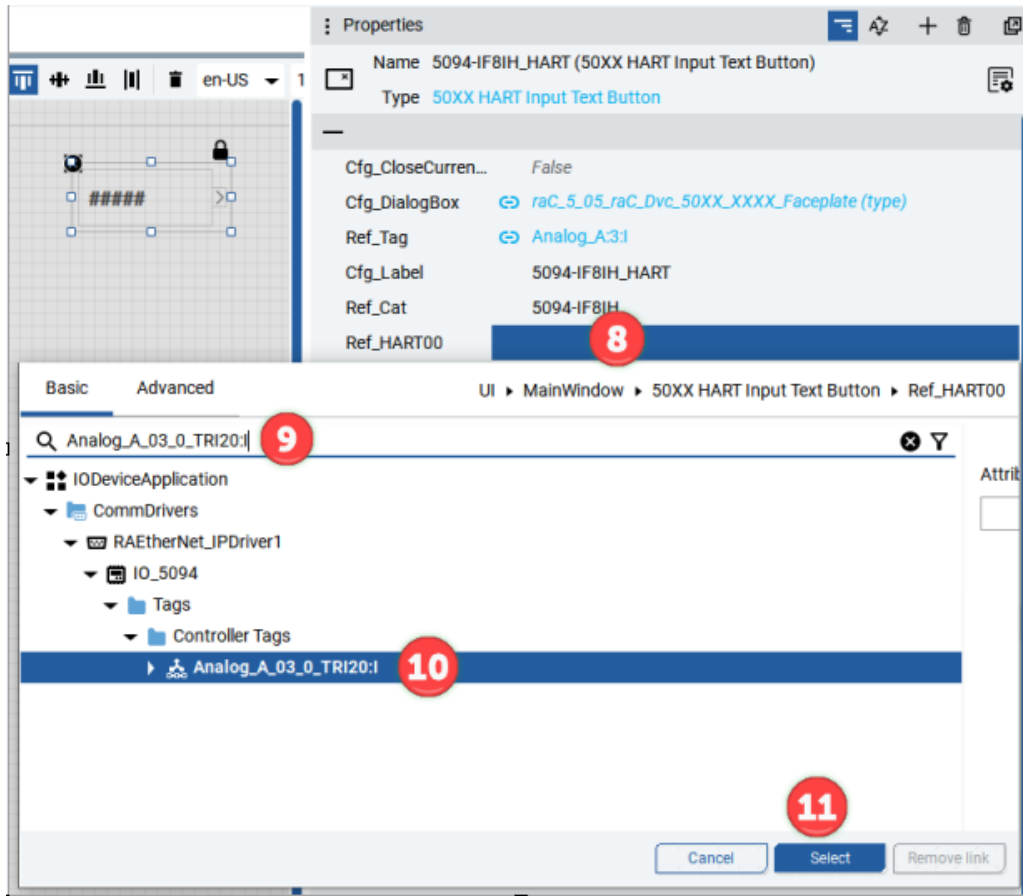 Properties
Name 5094-IF8IH_HART (50XX HART Input Text Button)
Type 50XX HART Input Text Button
en-US
1
#####
Cfg_CloseCurren... False
Cfg_DialogBox raC_5_05_raC_Dvc_50XX_XXXX_Faceplate (type)
Ref_Tag Analog_A:3:I
Cfg_Label 5094-IF8IH_HART
Ref_Cat 5094-IF8IH
Ref_HART00
8
Basic Advanced UI ▸ MainWindow ▸ 50XX HART Input Text Button ▸ Ref_HART00
Analog_A_03_0_TRI20:I 9
IODeviceApplication
Attrib
CommDrivers
RAEtherNet_IPDriver1
IO_5094
Tags
Controller Tags
Analog_A_03_0_TRI20:I 10
11
Cancel Select Remove link